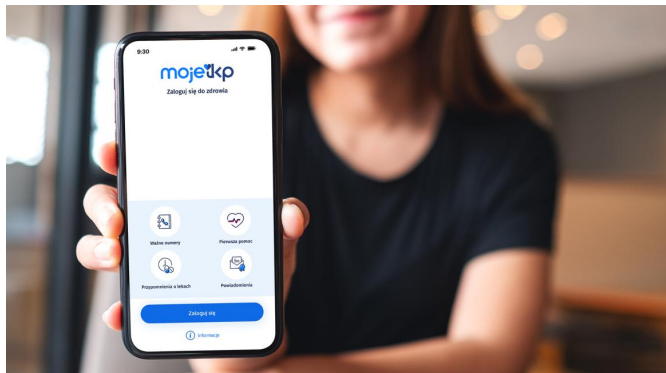 9:30
mojeikp
Zaloguj się do zdrowia
Ważne numery
Pierwsza pomoc
Przypomnienia o lekach
Powiadomienia
Zaloguj się
Informacje